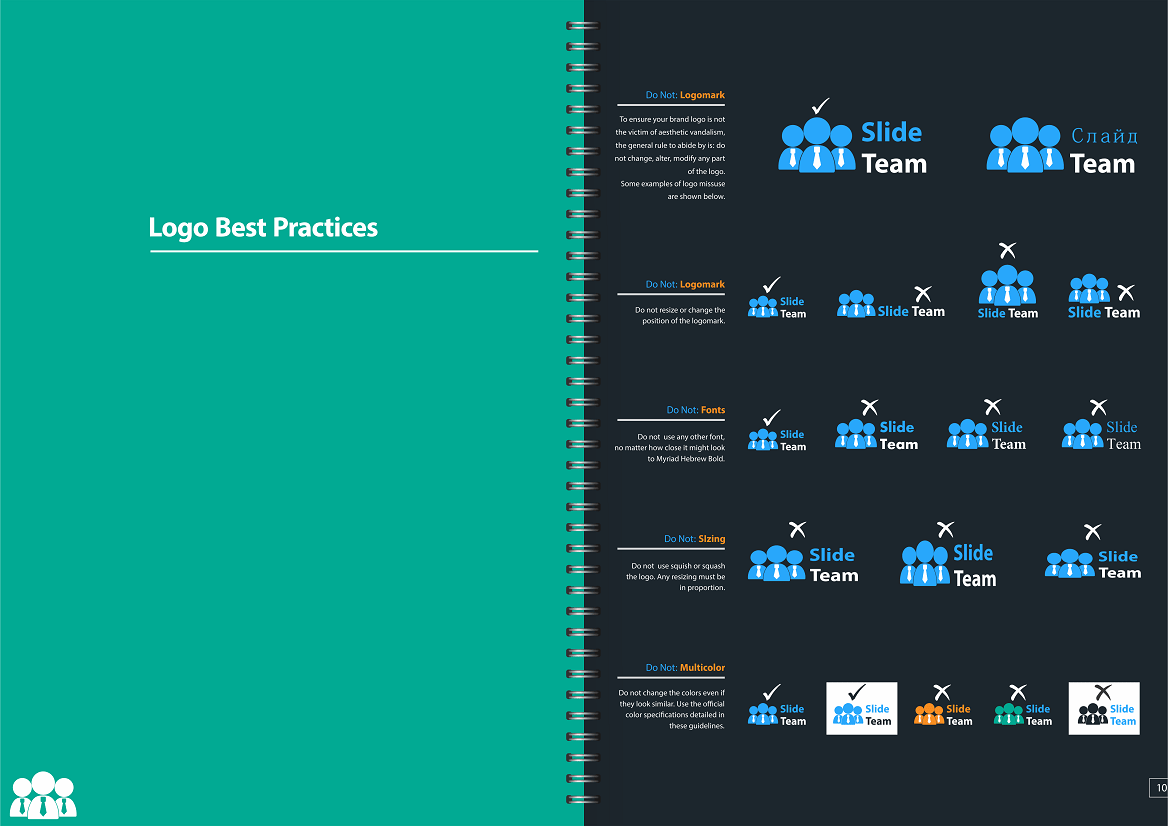 Logo Best Practices
Do Not: Logomark
To ensure your brand logo is not
the victim of aesthetic vandalism,
the general rule to abide by is: do
not change, alter, modify any part
of the logo.
Some examples of logo missuse
are shown below.
Slide
Team
Слайд
Team
Do Not: Logomark
Do not resize or change the
position of the logomark.
Slide
Team
Slide Team
Slide Team
Slide Team
Do Not: Fonts
Do not use any other font,
no matter how close it might look
to Myriad Hebrew Bold.
Slide
Team
Slide
Team
Slide
Team
Slide
Team
Do Not: SIzing
Do not use squish or squash
the logo. Any resizing must be
in proportion.
Slide
Team
Slide
Team
Slide
Team
Do Not: Multicolor
Do not change the colors even if
they look similar. Use the official
color specifications detailed in
these guidelines.
Slide
Team
Slide
Team
Slide
Team
Slide
Team
Slide
Team
10